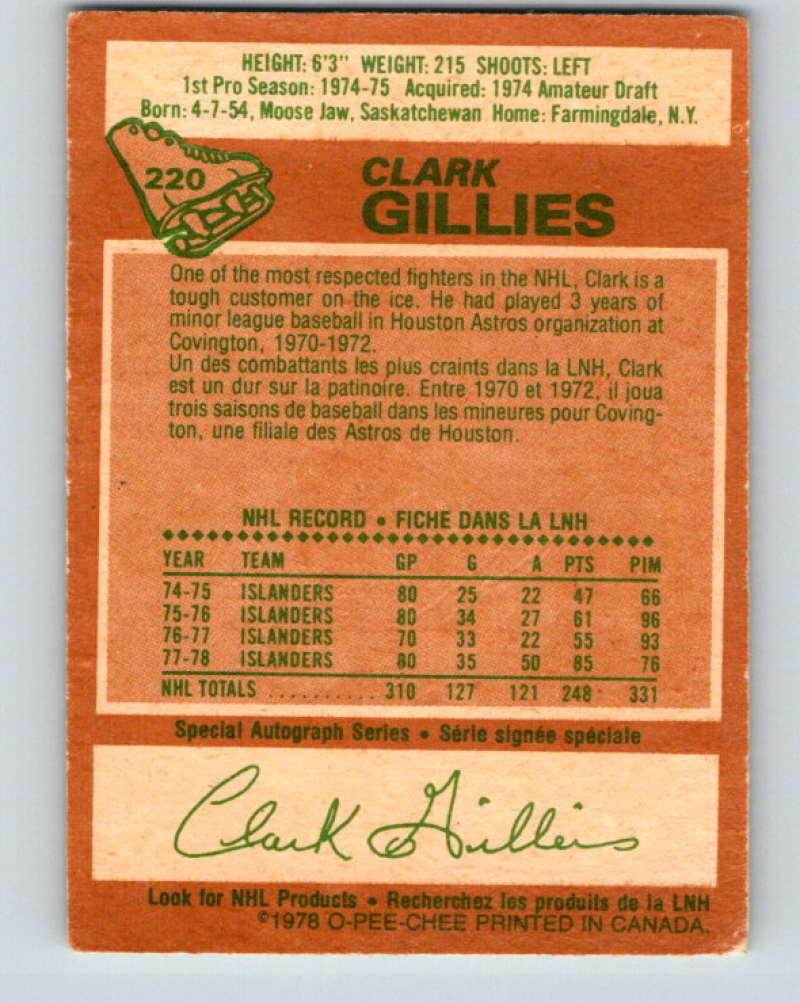 HEIGHT: 6'3" WEIGHT: 215 SHOOTS: LEFT
1st Pro Season: 1974-75 Acquired: 1974 Amateur Draft
Born: 4-7-54, Moose Jaw, Saskatchewan Home: Farmingdale, N.Y.
220
CLARK
GILLIES
One of the most respected fighters in the NHL, Clark is a
tough customer on the ice. He had played 3 years of
minor league baseball in Houston Astros organization at
Covington, 1970-1972.
Un des combattants les plus craints dans la LNH, Clark
est un dur sur la patinoire. Entre 1970 et 1972, il joua
trois saisons de baseball dans les mineures pour Coving-
ton, une filiale des Astros de Houston.
NHL RECORD • FICHE DANS LA LNH
YEAR TEAM GP G A PTS PIM
74-75 ISLANDERS 80 25 22 47 66
75-76 ISLANDERS 80 34 27 61 96
76-77 ISLANDERS 70 33 22 55 93
77-78 ISLANDERS 80 35 50 85 76
NHL TOTALS .......... 310 127 121 248 331
Special Autograph Series • Série signée spéciale
Clark Gillies
Look for NHL Products • Recherchez les produits de la LNH
©1978 O-PEE-CHEE PRINTED IN CANADA.